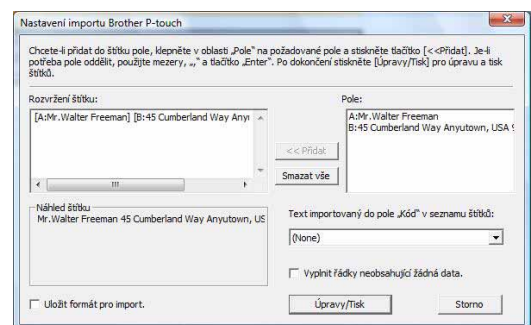 Nastavení importu Brother P-touch
Chcete-li přidat do štítku pole, klepněte v oblasti „Pole" na požadované pole a stiskněte tlačítko [<<Přidat]. Je-li
potřeba pole oddělit, použijte mezery, „," a tlačítko „Enter". Po dokončení stiskněte [Úpravy/Tisk] pro úpravu a tisk
štítků.
Rozvržení štítku:
Pole:
[A:Mr.Walter Freeman] [B:45 Cumberland Way Anyu
A:Mr.Walter Freeman
B:45 Cumberland Way Anyutown, USA 9
<< Přidat
Smazat vše
Náhled štítku
Mr.Walter Freeman 45 Cumberland Way Anyutown, US
Text importovaný do pole „Kód" v seznamu štítků:
(None)
Vyplnit řádky neobsahující žádná data.
Uložit formát pro import.
Úpravy/Tisk
Storno